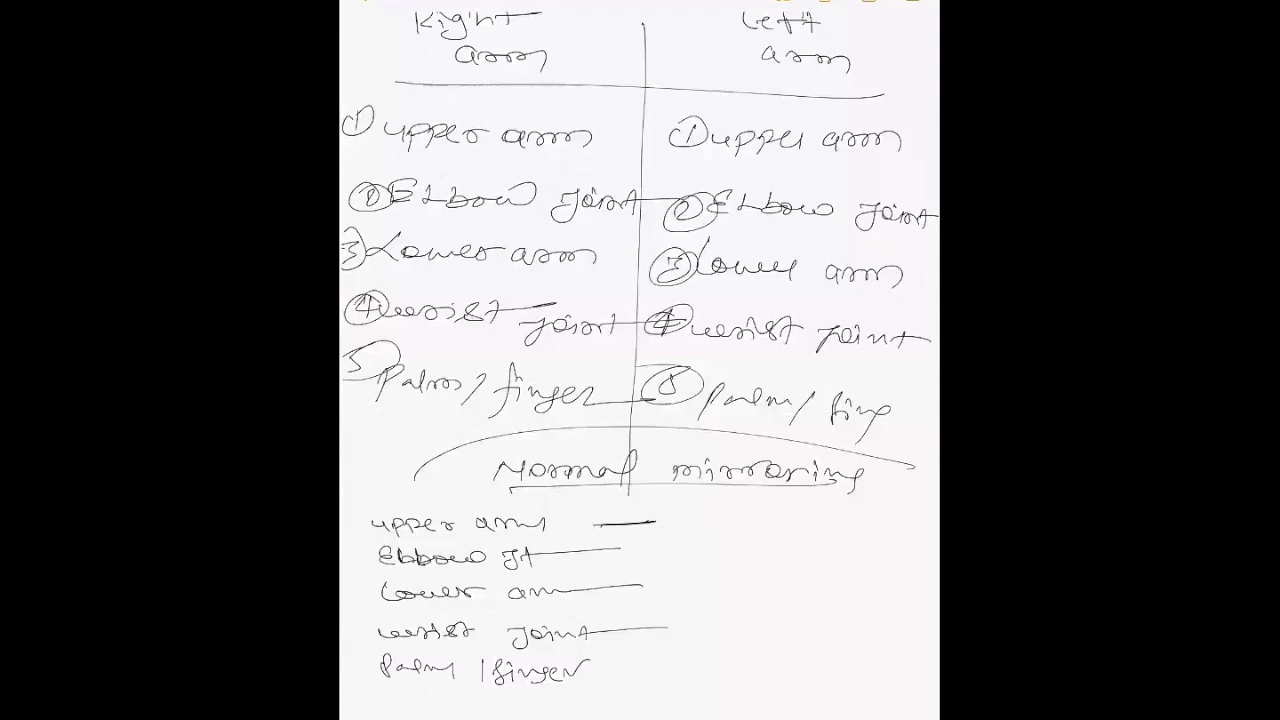 Right Left
arm arm
① upper arm ① upper arm
① Elbow Joint ② Elbow Joint
③ Lower arm ③ Lower arm
④ wrist Joint ④ wrist joint
5 Palm/finger ⑤ palm/fing
Normal mirroring
upper arm
Elbow Jt
Lower arm
wrist Joint
Palm/finger